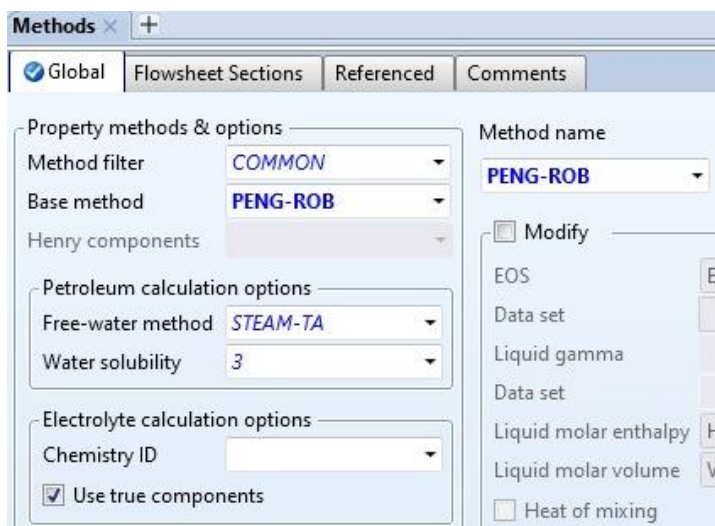 Methods
Global Flowsheet Sections Referenced Comments
Property methods & options
Method filter COMMON
Base method PENG-ROB
Henry components
Petroleum calculation options
Free-water method STEAM-TA
Water solubility 3
Electrolyte calculation options
Chemistry ID
Use true components
Method name
PENG-ROB
Modify
EOS
Data set
Liquid gamma
Data set
Liquid molar enthalpy
Liquid molar volume
Heat of mixing